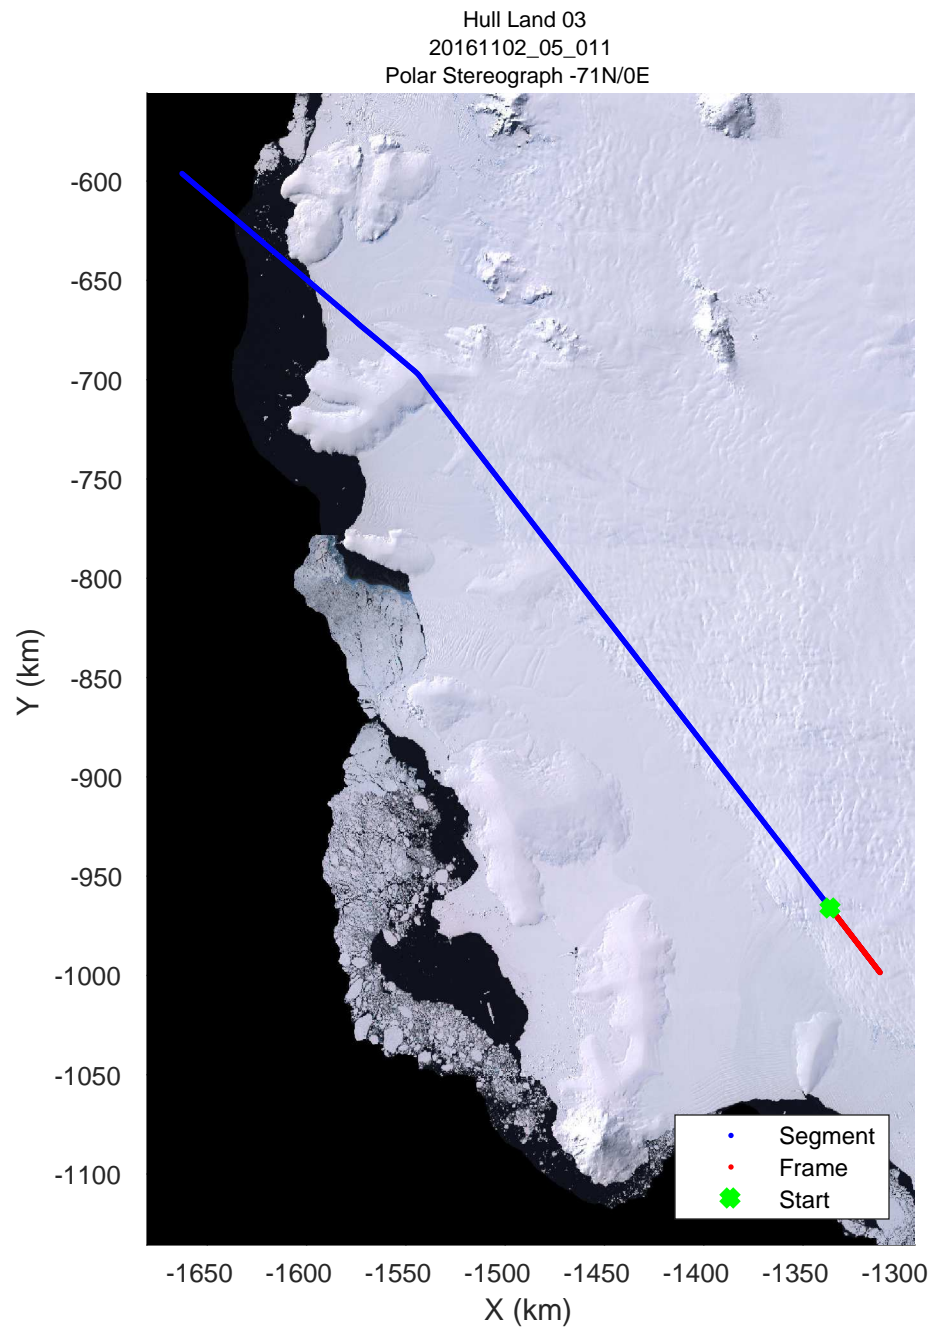 Hull Land 03
20161102_05_011
Polar Stereograph -71N/0E
-600
-650
-700
-750
-800
-850
-900
-950
-1000
-1050
-1100
Y (km)
Segment
Frame
Start
-1650 -1600 -1550 -1500 -1450 -1400 -1350 -1300
X (km)